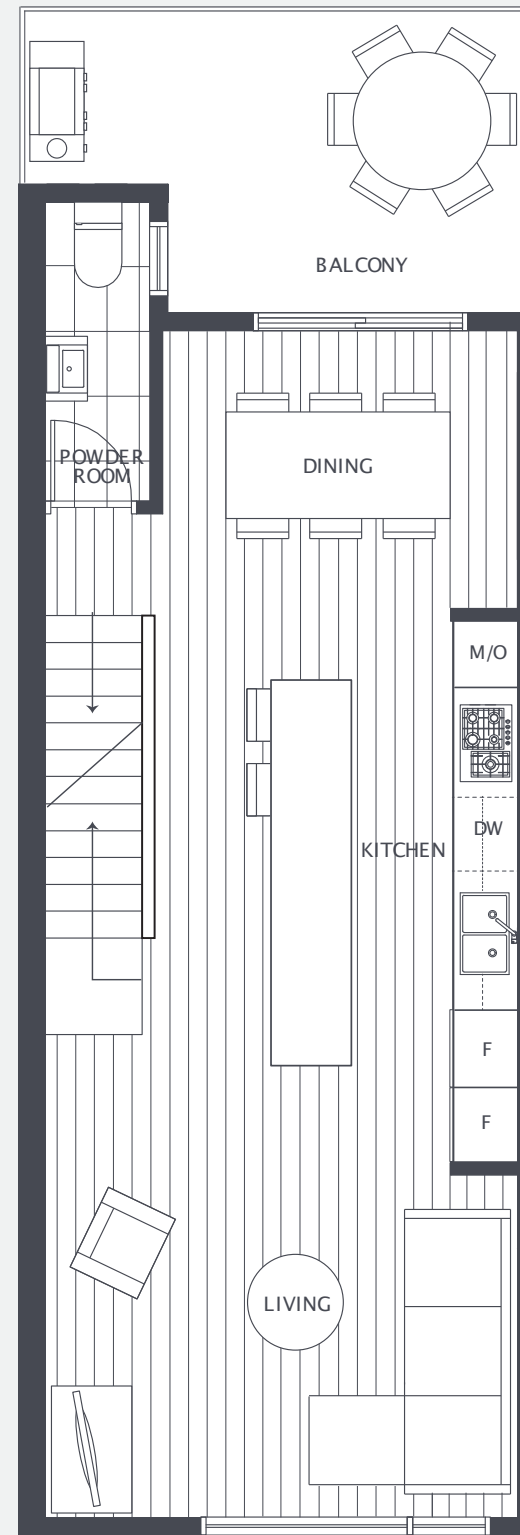 BALCONY
POWDER
ROOM
DINING
M/O
DW
KITCHEN
F
F
LIVING